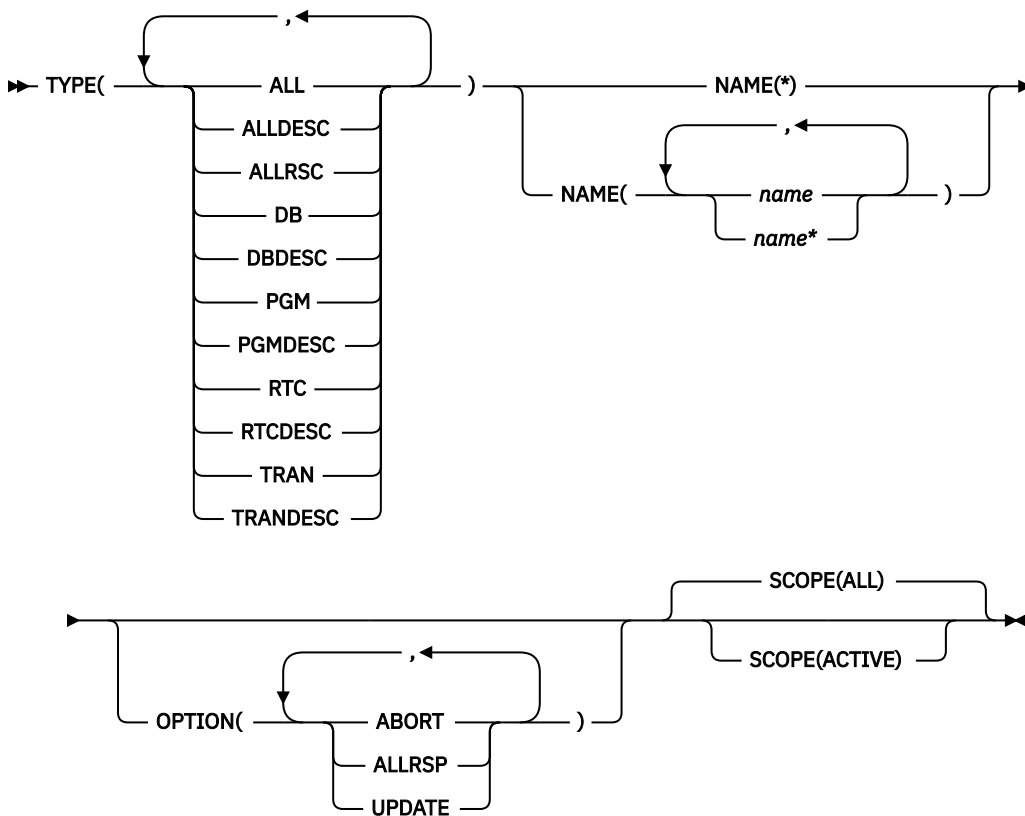 ,
TYPE( ALL ) NAME(*)
ALLDESC ,
ALLRSC NAME( name )
DB name*
DBDESC
PGM
PGMDESC
RTC
RTCDESC
TRAN
TRANDESC
SCOPE(ALL)
, SCOPE(ACTIVE)
OPTION( ABORT )
ALLRSP
UPDATE